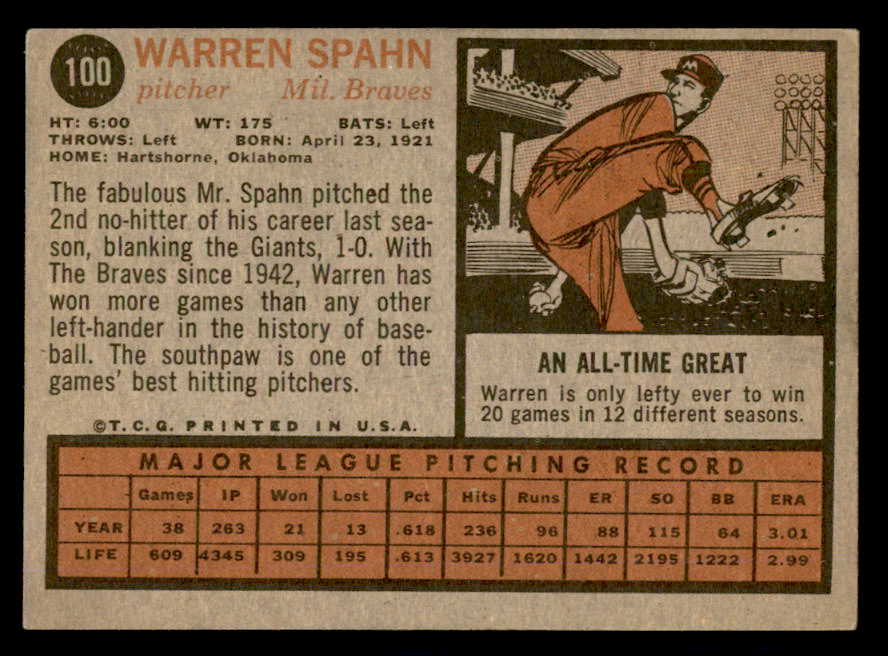 100
WARREN SPAHN
pitcher Mil. Braves
HT: 6:00 WT: 175 BATS: Left
THROWS: Left BORN: April 23, 1921
HOME: Hartshorne, Oklahoma
The fabulous Mr. Spahn pitched the
2nd no-hitter of his career last sea-
son, blanking the Giants, 1-0. With
The Braves since 1942, Warren has
won more games than any other
left-hander in the history of base-
ball. The southpaw is one of the
games' best hitting pitchers.
©T.C.G. PRINTED IN U.S.A.
M
AN ALL-TIME GREAT
Warren is only lefty ever to win
20 games in 12 different seasons.
MAJOR LEAGUE PITCHING RECORD
Games IP Won Lost Pct Hits Runs ER SO BB ERA
YEAR 38 263 21 13 .618 236 96 88 115 64 3.01
LIFE 609 4345 309 195 .613 3927 1620 1442 2195 1222 2.99